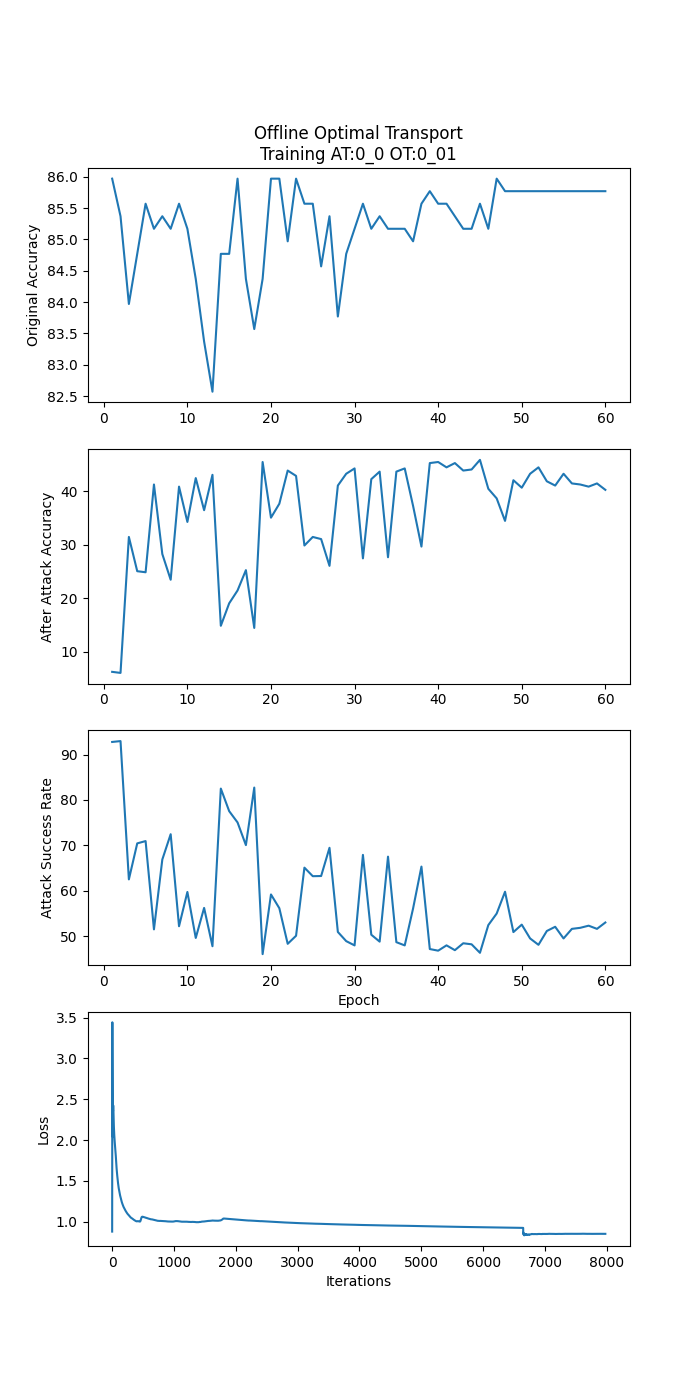 Offline Optimal Transport
Training AT:0_0 OT:0_01
86.0
85.5
85.0
84.5
84.0
83.5
83.0
82.5
Original Accuracy
0 10 20 30 40 50 60
40
30
20
10
After Attack Accuracy
0 10 20 30 40 50 60
90
80
70
60
50
Attack Success Rate
0 10 20 30 40 50 60
Epoch
3.5
3.0
2.5
2.0
1.5
1.0
Loss
0 1000 2000 3000 4000 5000 6000 7000 8000
Iterations